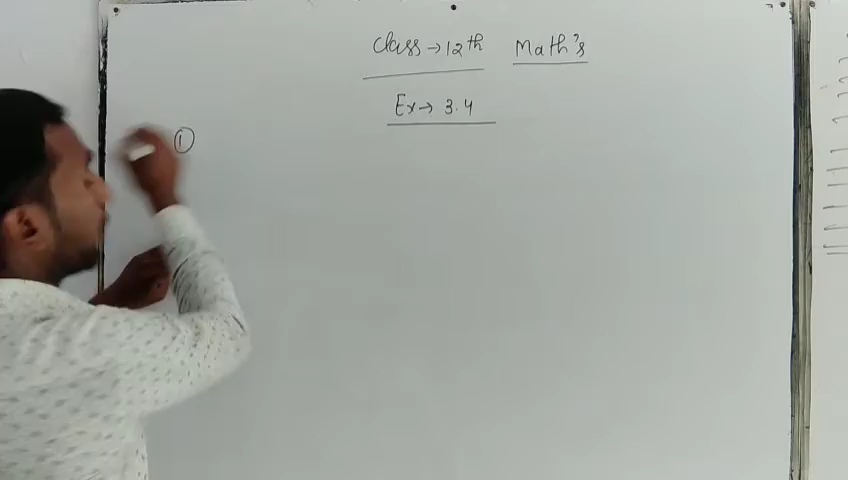 Class → 12th Math's
Ex → 3.4
①